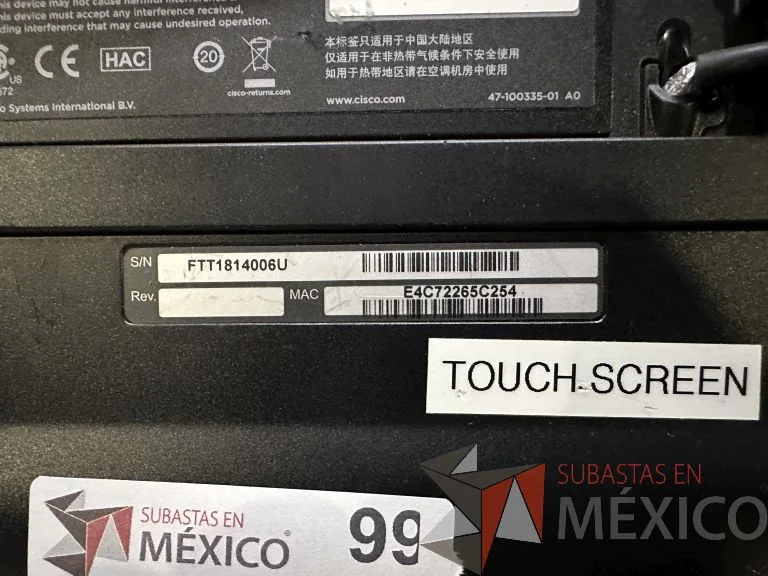 this device may not cause harmful
this device must accept any interference received,
ding interference that may cause undesired operation.
US
572
CE
HAC
20
cisco-returns.com
o Systems International B.V.
本标签只适用于中国大陆地区
仅适用于在非热带气候条件下安全使用
如用于热带地区请在空调机房中使用
www.cisco.com
47-100335-01 A0
S/N FTT1814006U
Rev. MAC E4C72265C254
TOUCH SCREEN
SUBASTAS EN
MÉXICO
99
SUBASTAS EN
MÉXICO